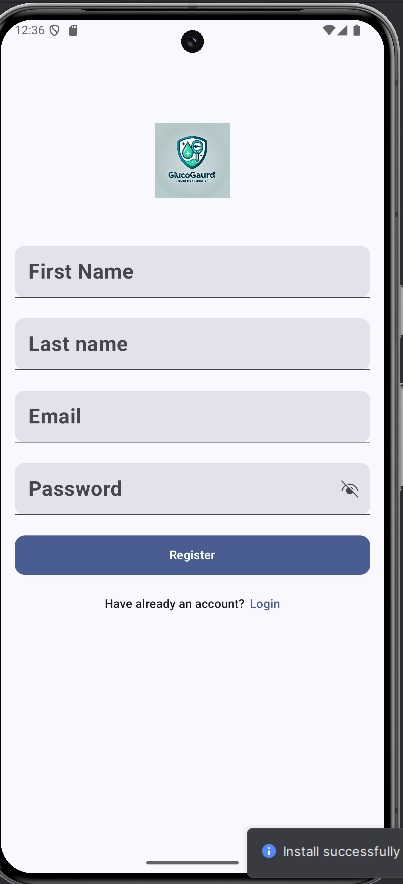 12:36
GlucoGaurd
First Name
Last name
Email
Password
Register
Have already an account? Login
Install successfully